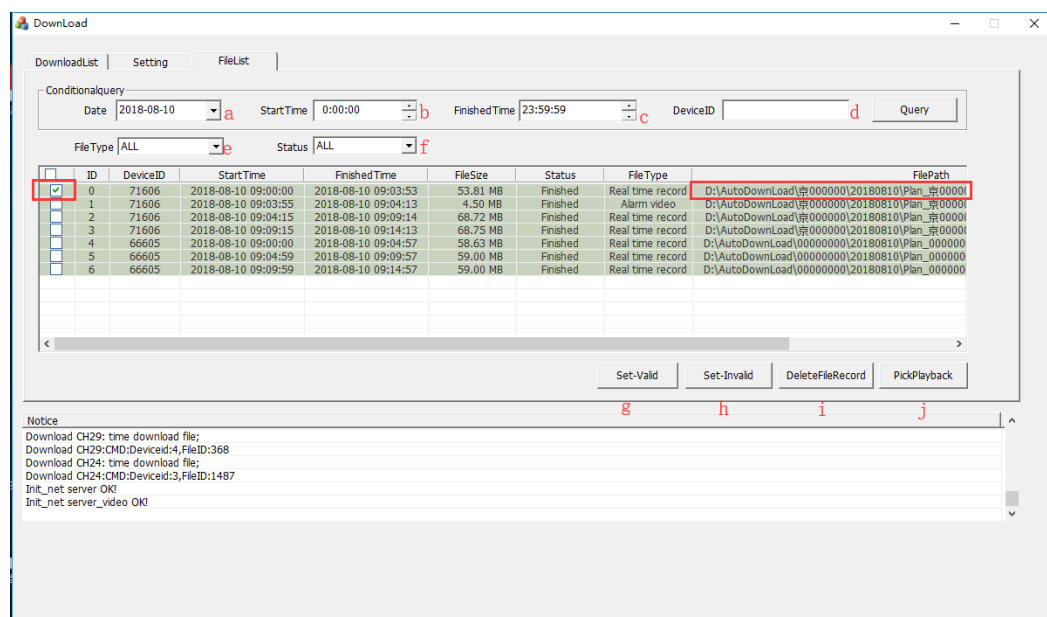 DownLoad
DownloadList Setting FileList
Conditionalquery
Date 2018-08-10 a StartTime 0:00:00 b FinishedTime 23:59:59 c DeviceID d Query
FileType ALL e Status ALL f
ID DeviceID StartTime FinishedTime FileSize Status FileType FilePath
0 71606 2018-08-10 09:00:00 2018-08-10 09:03:53 53.81 MB Finished Real time record D:\AutoDownLoad\京000000\20180810\Plan_京00000
1 71606 2018-08-10 09:03:55 2018-08-10 09:04:13 4.50 MB Finished Alarm video D:\AutoDownLoad\京000000\20180810\Plan_京00000
2 71606 2018-08-10 09:04:15 2018-08-10 09:09:14 68.72 MB Finished Real time record D:\AutoDownLoad\京000000\20180810\Plan_京00000
3 71606 2018-08-10 09:09:15 2018-08-10 09:14:13 68.75 MB Finished Real time record D:\AutoDownLoad\京000000\20180810\Plan_京00000
4 66605 2018-08-10 09:00:00 2018-08-10 09:04:57 58.63 MB Finished Real time record D:\AutoDownLoad\00000000\20180810\Plan_000000
5 66605 2018-08-10 09:04:59 2018-08-10 09:09:57 59.00 MB Finished Real time record D:\AutoDownLoad\00000000\20180810\Plan_000000
6 66605 2018-08-10 09:09:59 2018-08-10 09:14:57 59.00 MB Finished Real time record D:\AutoDownLoad\00000000\20180810\Plan_000000
Set-Valid Set-Invalid DeleteFileRecord PickPlayback
g h i j
Notice
Download CH29: time download file;
Download CH29:CMD:Deviceid:4,FileID:368
Download CH24: time download file;
Download CH24:CMD:Deviceid:3,FileID:1487
Init_net server OK!
Init_net server_video OK!